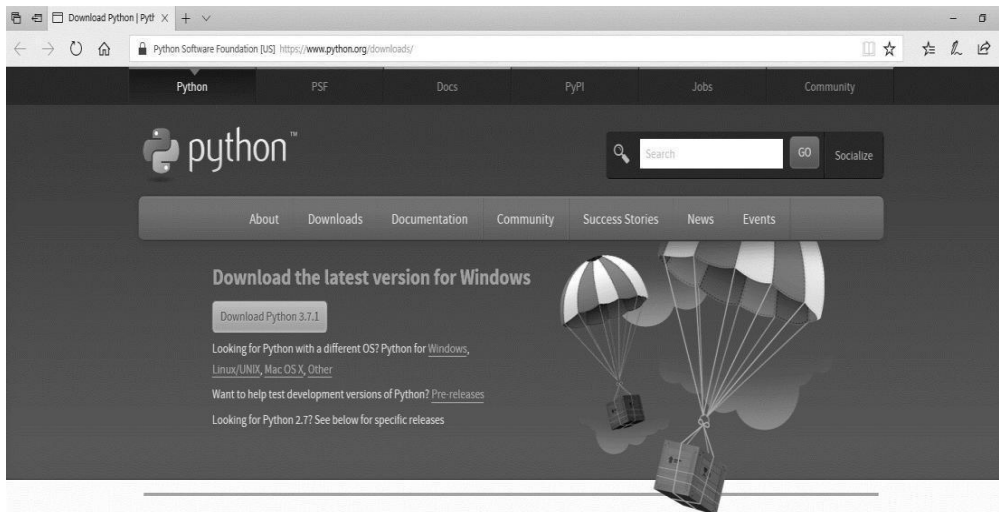 Download Python | Pyth
Python Software Foundation [US] https://www.python.org/downloads/
Python PSF Docs PyPI Jobs Community
python™
Search GO Socialize
About Downloads Documentation Community Success Stories News Events
Download the latest version for Windows
Download Python 3.7.1
Looking for Python with a different OS? Python for Windows,
Linux/UNIX, Mac OS X, Other
Want to help test development versions of Python? Pre-releases
Looking for Python 2.7? See below for specific releases